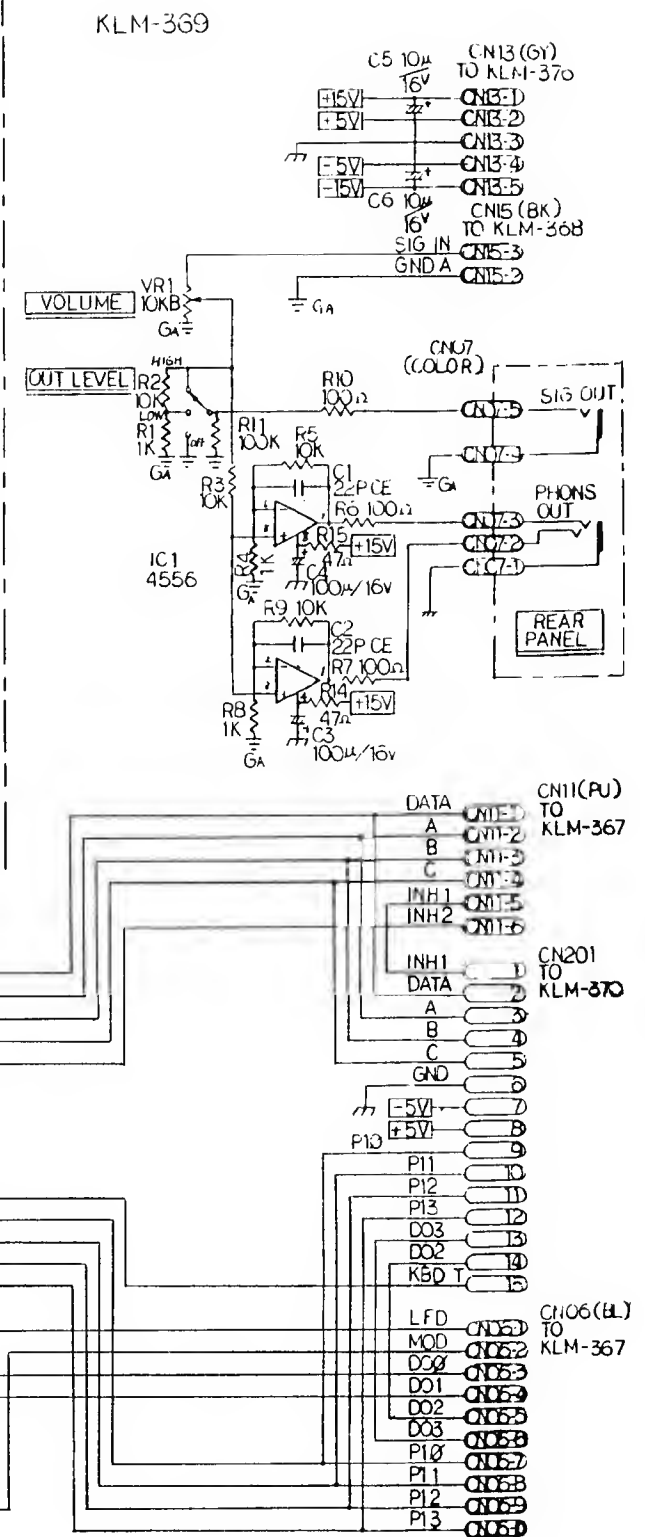 KLM-369
C5 10µ
16V
CN13(GY)
TO KLM-370
+15V
CN13-1
+5V
CN13-2
CN13-3
-5V
CN13-4
-15V
CN13-5
C6 10µ
16V
CN15(BK)
TO KLM-368
SIG IN
CN15-3
GND A
CN15-2
GA
VOLUME
VR1
10KB
GA
OUT LEVEL
HIGH
R2
10K
LOW
R1
1K
OFF
GA
R11
100K
R3
10K
R10
100Ω
CN07
(COLOR)
CN07-5
SIG OUT
CN07-4
GA
R5
10K
C1
22P CE
R6 100Ω
CN07-3
PHONS
OUT
CN07-2
CN07-1
R15
47Ω
+15V
R4
1K
GA
C4
100µ/16V
IC1
4556
R9 10K
C2
22P CE
R7 100Ω
R14
47Ω
+15V
R8
1K
GA
C3
100µ/16V
REAR
PANEL
CN11(PU)
TO
KLM-367
DATA
CN11-1
A
CN11-2
B
CN11-3
C
CN11-4
INH1
CN11-5
INH2
CN11-6
CN201
TO
KLM-370
INH1
1
DATA
2
A
3
B
4
C
5
GND
6
-5V
7
+5V
8
P10
9
P11
10
P12
11
P13
12
DO3
13
DO2
14
KBD T
15
CN06(BL)
TO
KLM-367
LFD
CN06-1
MOD
CN06-2
DOØ
CN06-3
DO1
CN06-4
DO2
CN06-5
DO3
CN06-6
P1Ø
CN06-7
P11
CN06-8
P12
CN06-9
P13